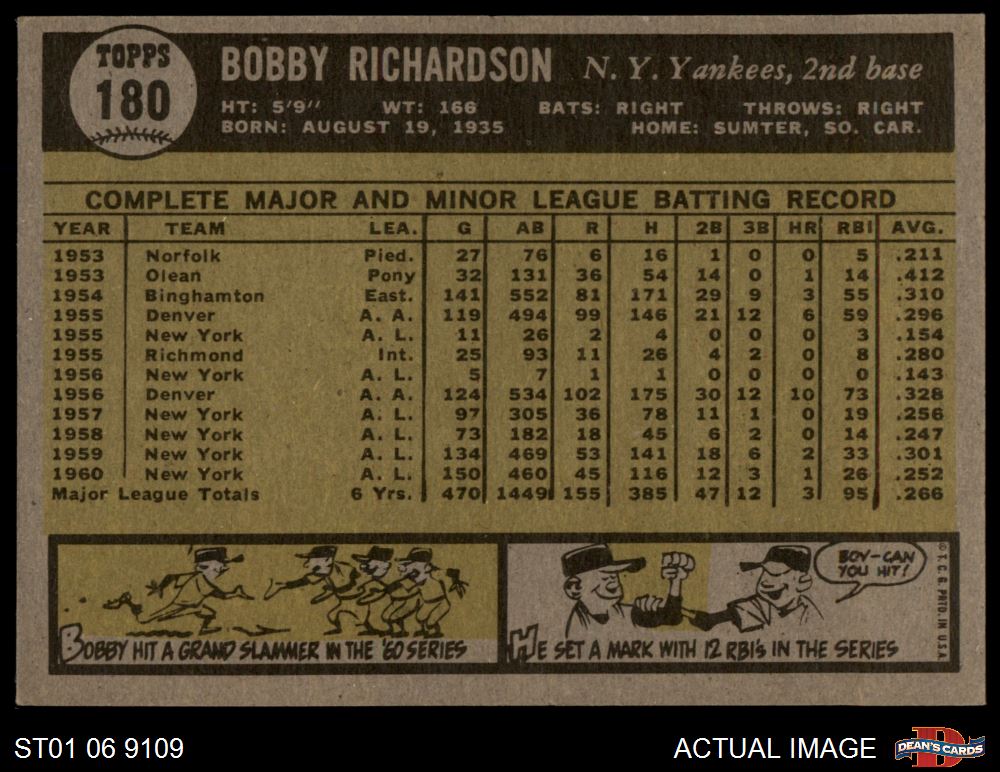 TOPPS
180
BOBBY RICHARDSON N. Y. Yankees, 2nd base
HT: 5'9" WT: 166 BATS: RIGHT THROWS: RIGHT
BORN: AUGUST 19, 1935 HOME: SUMTER, SO. CAR.
COMPLETE MAJOR AND MINOR LEAGUE BATTING RECORD
YEAR TEAM LEA. G AB R H 2B 3B HR RBI AVG.
1953 Norfolk Pied. 27 76 6 16 1 0 0 5 .211
1953 Olean Pony 32 131 36 54 14 0 1 14 .412
1954 Binghamton East. 141 552 81 171 29 9 3 55 .310
1955 Denver A. A. 119 494 99 146 21 12 6 59 .296
1955 New York A. L. 11 26 2 4 0 0 0 3 .154
1955 Richmond Int. 25 93 11 26 4 2 0 8 .280
1956 New York A. L. 5 7 1 1 0 0 0 0 .143
1956 Denver A. A. 124 534 102 175 30 12 10 73 .328
1957 New York A. L. 97 305 36 78 11 1 0 19 .256
1958 New York A. L. 73 182 18 45 6 2 0 14 .247
1959 New York A. L. 134 469 53 141 18 6 2 33 .301
1960 New York A. L. 150 460 45 116 12 3 1 26 .252
Major League Totals 6 Yrs. 470 1449 155 385 47 12 3 95 .266
BOBBY HIT A GRAND SLAMMER IN THE '60 SERIES
BOY-CAN
YOU HIT!
HE SET A MARK WITH 12 RBI's IN THE SERIES
© T. C. G. PRTD. IN U.S.A.
ST01 06 9109
ACTUAL IMAGE
D
DEAN'S CARDS